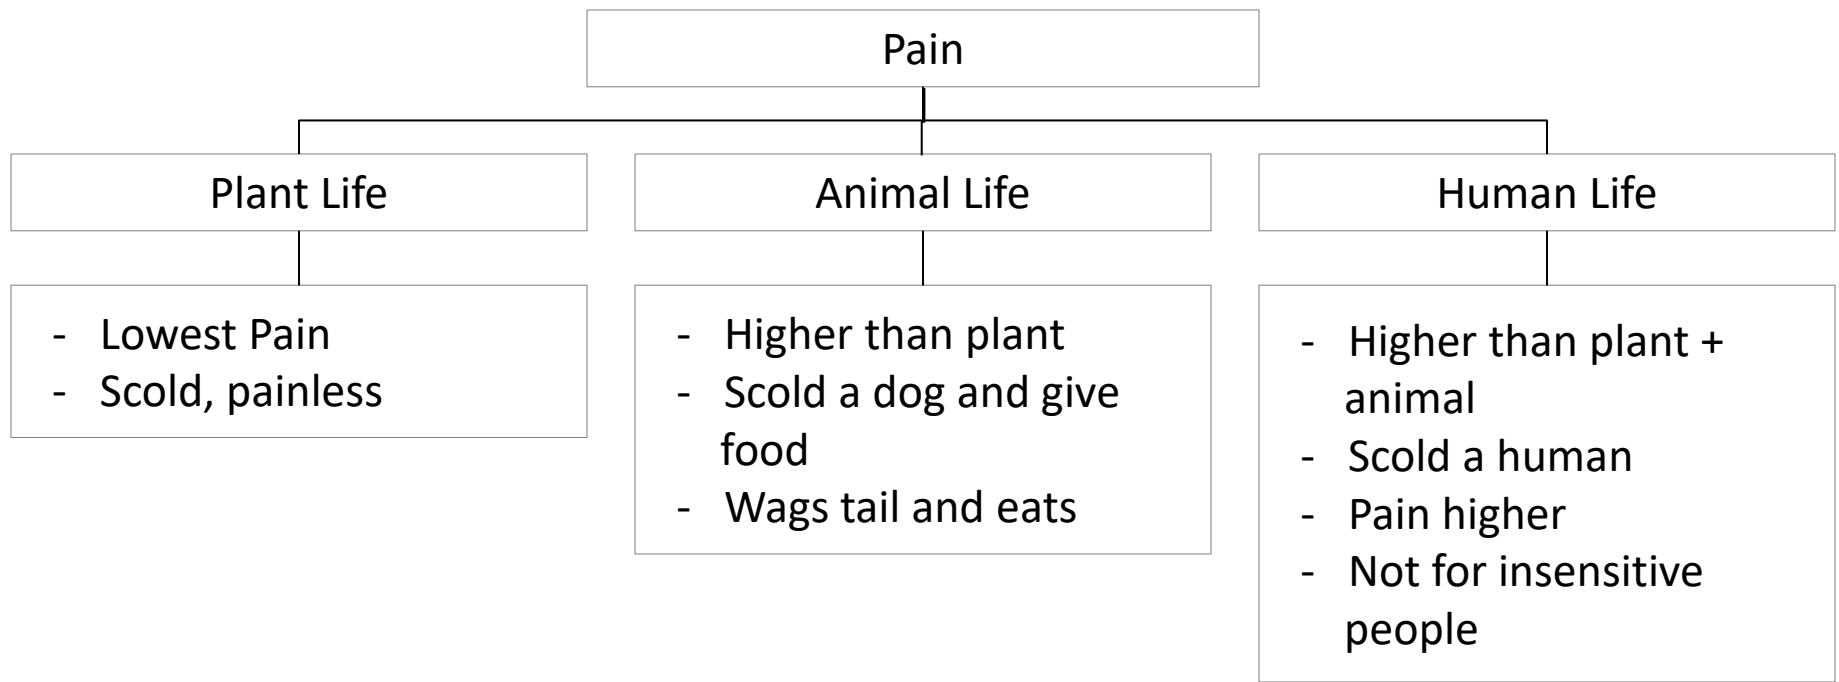 Pain
Plant Life
Animal Life
Human Life
- Lowest Pain
- Scold, painless
- Higher than plant
- Scold a dog and give
food
- Wags tail and eats
- Higher than plant +
animal
- Scold a human
- Pain higher
- Not for insensitive
people